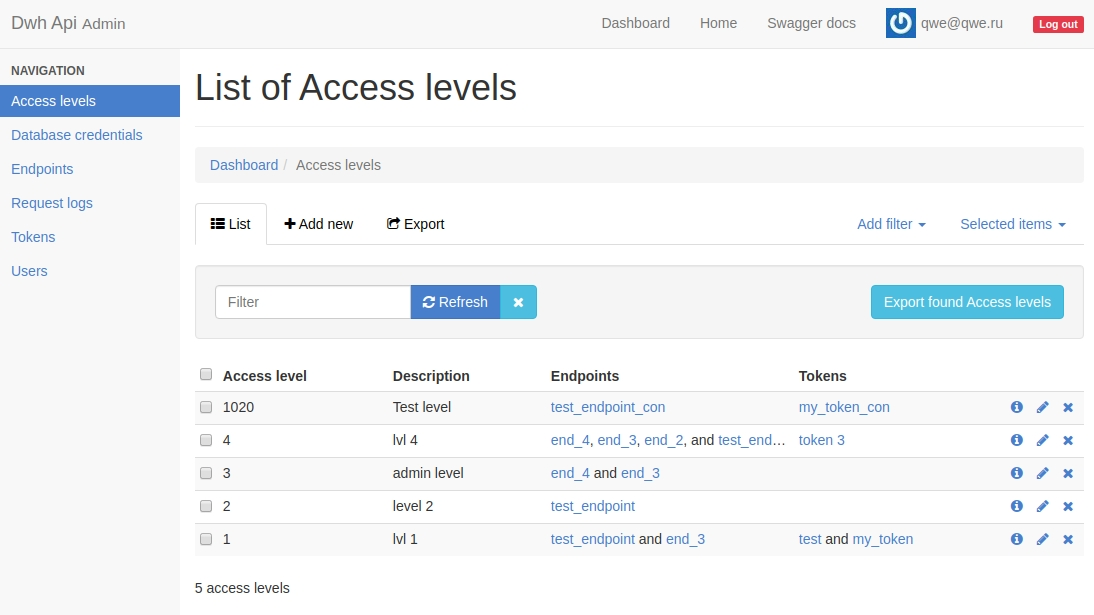 Dwh Api Admin
Dashboard Home Swagger docs qwe@qwe.ru Log out
NAVIGATION
Access levels
Database credentials
Endpoints
Request logs
Tokens
Users
List of Access levels
Dashboard / Access levels
List Add new Export Add filter Selected items
Filter Refresh Export found Access levels
Access level Description Endpoints Tokens
1020 Test level test_endpoint_con my_token_con
4 lvl 4 end_4, end_3, end_2, and test_end... token 3
3 admin level end_4 and end_3
2 level 2 test_endpoint
1 lvl 1 test_endpoint and end_3 test and my_token
5 access levels